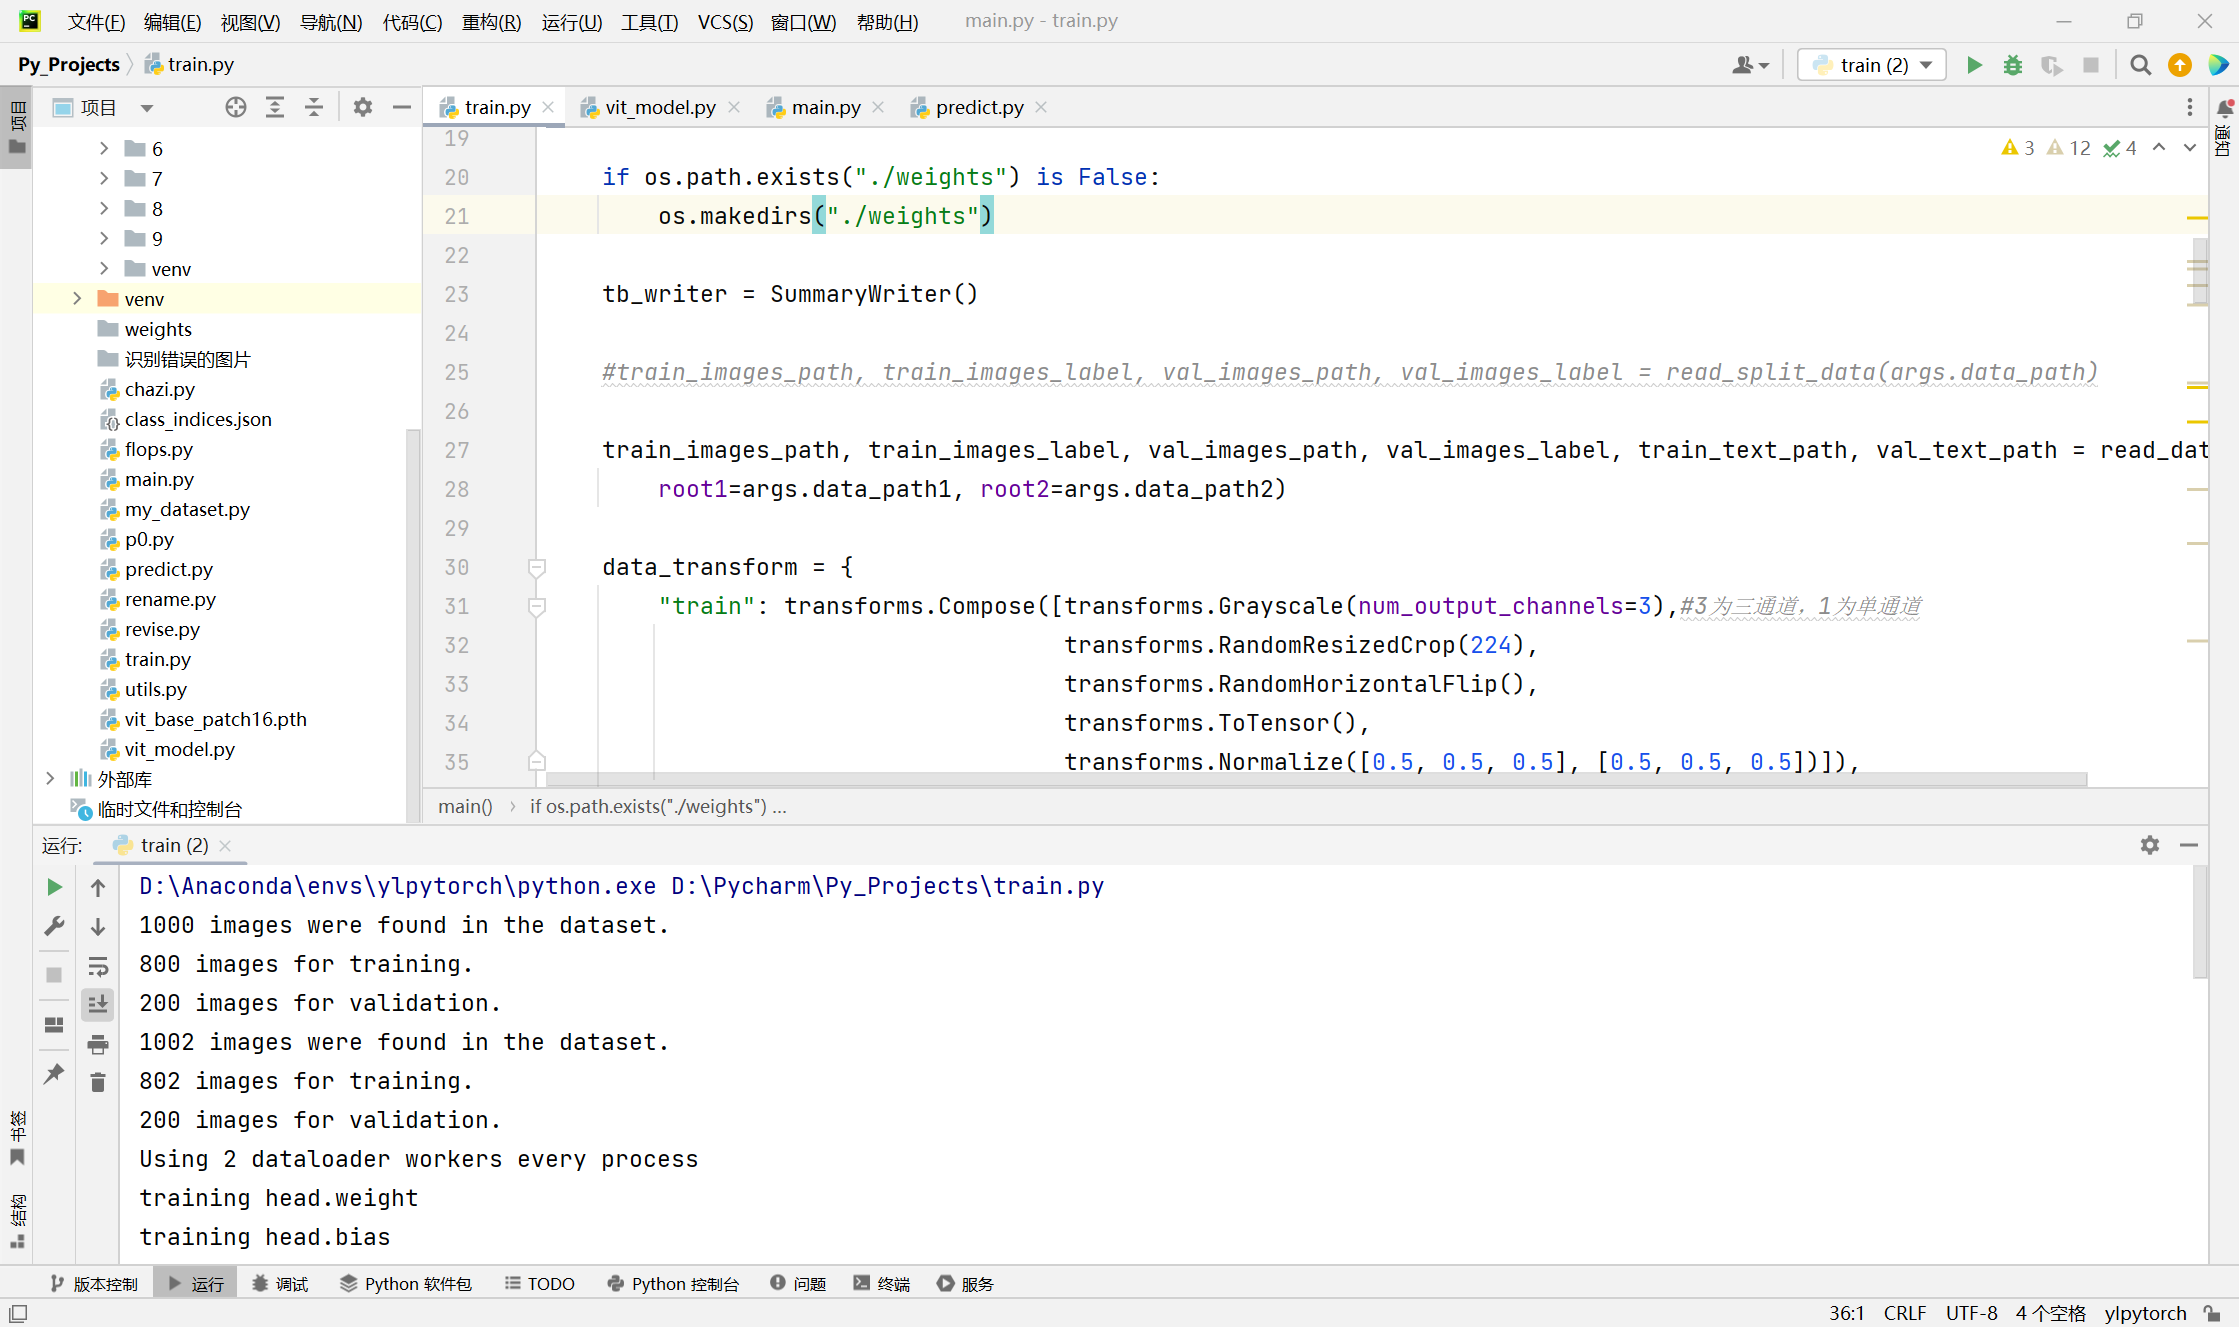 文件(F) 编辑(E) 视图(V) 导航(N) 代码(C) 重构(R) 运行(U) 工具(T) VCS(S) 窗口(W) 帮助(H) main.py - train.py
Py_Projects train.py
train (2)
项目
项目
train.py vit_model.py main.py predict.py
通知
6
7
8
9
venv
venv
weights
识别错误的图片
chazi.py
class_indices.json
flops.py
main.py
my_dataset.py
p0.py
predict.py
rename.py
revise.py
train.py
utils.py
vit_base_patch16.pth
vit_model.py
外部库
临时文件和控制台
3 12 4
19
20 if os.path.exists("./weights") is False:
21 os.makedirs("./weights")
22
23 tb_writer = SummaryWriter()
24
25 #train_images_path, train_images_label, val_images_path, val_images_label = read_split_data(args.data_path)
26
27 train_images_path, train_images_label, val_images_path, val_images_label, train_text_path, val_text_path = read_dat
28 root1=args.data_path1, root2=args.data_path2)
29
30 data_transform = {
31 "train": transforms.Compose([transforms.Grayscale(num_output_channels=3),#3为三通道，1为单通道
32 transforms.RandomResizedCrop(224),
33 transforms.RandomHorizontalFlip(),
34 transforms.ToTensor(),
35 transforms.Normalize([0.5, 0.5, 0.5], [0.5, 0.5, 0.5])]),
main() if os.path.exists("./weights") ...
运行: train (2)
D:\Anaconda\envs\ylpytorch\python.exe D:\Pycharm\Py_Projects\train.py
1000 images were found in the dataset.
800 images for training.
200 images for validation.
1002 images were found in the dataset.
802 images for training.
200 images for validation.
Using 2 dataloader workers every process
training head.weight
training head.bias
书签
结构
版本控制 运行 调试 Python 软件包 TODO Python 控制台 问题 终端 服务
36:1 CRLF UTF-8 4 个空格 ylpytorch